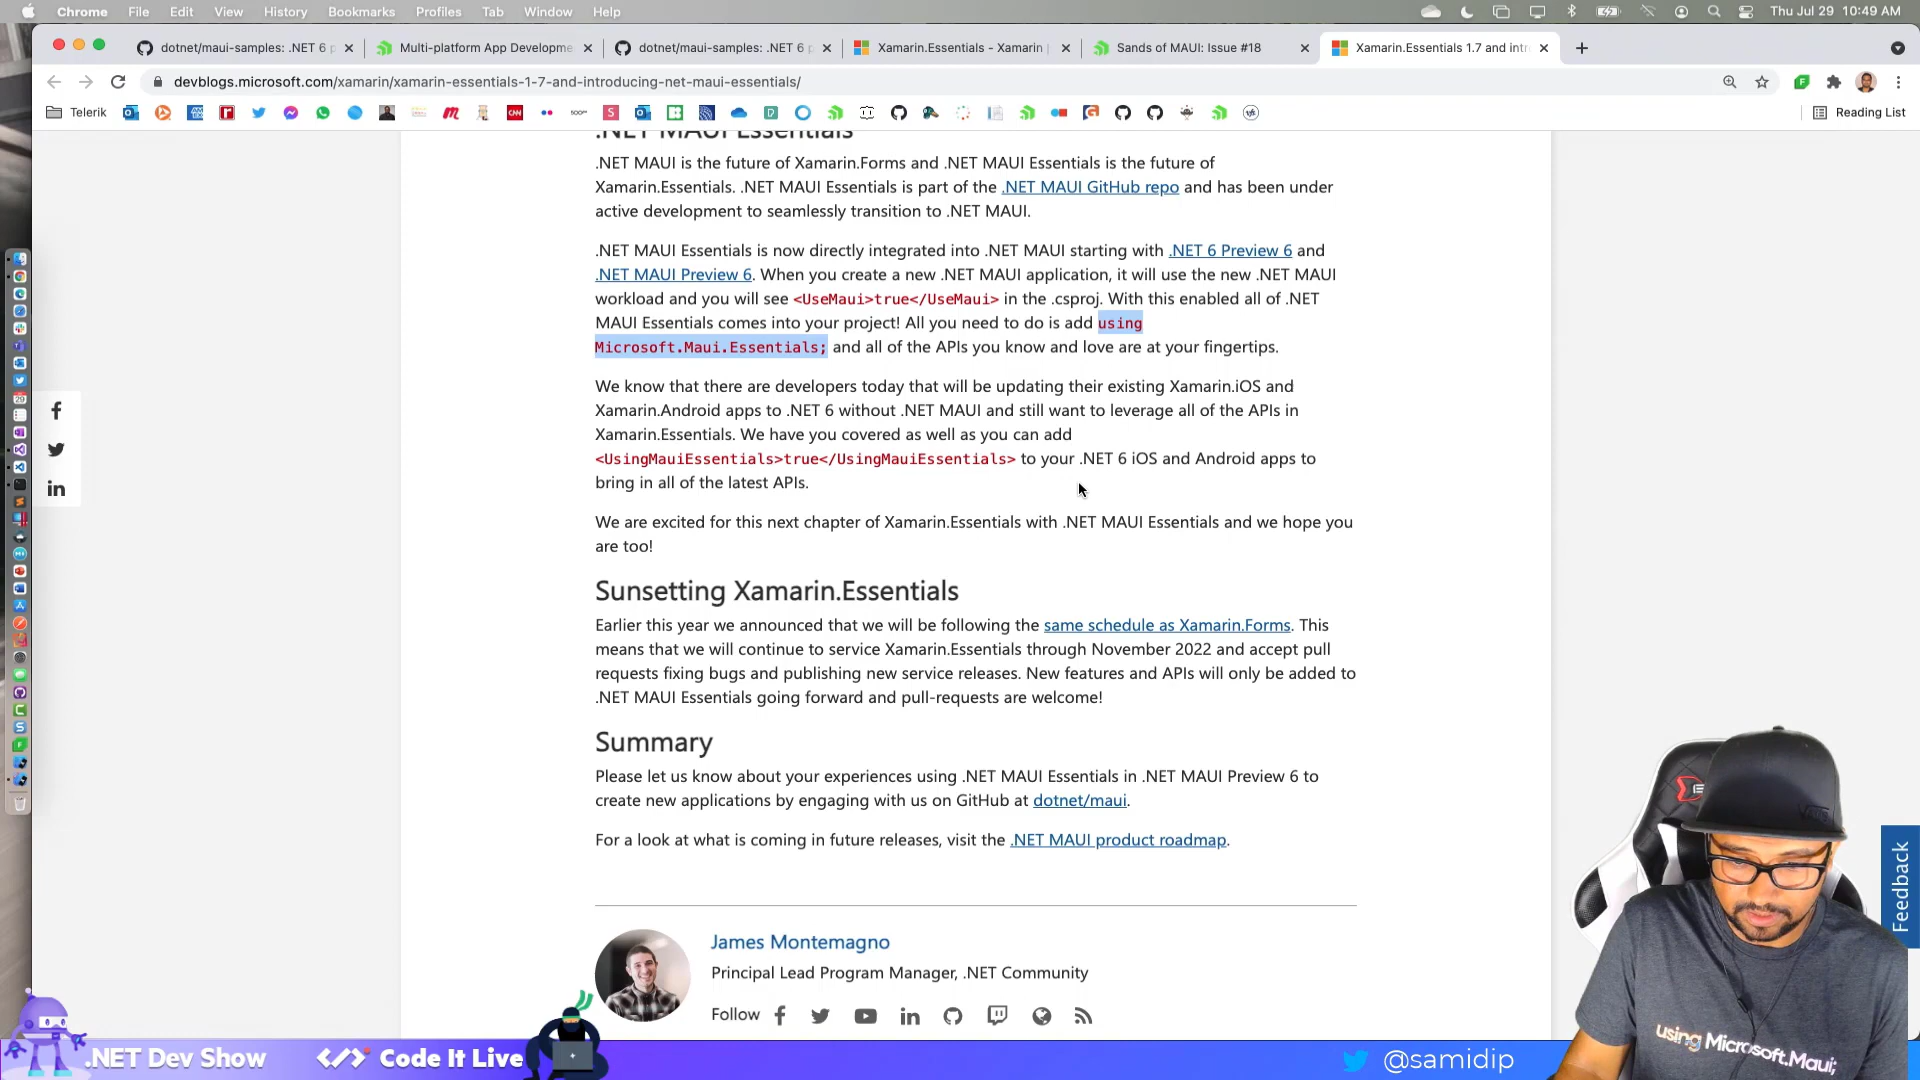 Chrome File Edit View History Bookmarks Profiles Tab Window Help Thu Jul 29 10:49 AM
dotnet/maui-samples: .NET 6 p Multi-platform App Developme dotnet/maui-samples: .NET 6 p Xamarin.Essentials - Xamarin Sands of MAUI: Issue #18 Xamarin.Essentials 1.7 and intr
devblogs.microsoft.com/xamarin/xamarin-essentials-1-7-and-introducing-net-maui-essentials/
Telerik Reading List
.NET MAUI Essentials
.NET MAUI is the future of Xamarin.Forms and .NET MAUI Essentials is the future of
Xamarin.Essentials. .NET MAUI Essentials is part of the .NET MAUI GitHub repo and has been under
active development to seamlessly transition to .NET MAUI.
.NET MAUI Essentials is now directly integrated into .NET MAUI starting with .NET 6 Preview 6 and
.NET MAUI Preview 6. When you create a new .NET MAUI application, it will use the new .NET MAUI
workload and you will see <UseMaui>true</UseMaui> in the .csproj. With this enabled all of .NET
MAUI Essentials comes into your project! All you need to do is add using
Microsoft.Maui.Essentials; and all of the APIs you know and love are at your fingertips.
We know that there are developers today that will be updating their existing Xamarin.iOS and
Xamarin.Android apps to .NET 6 without .NET MAUI and still want to leverage all of the APIs in
Xamarin.Essentials. We have you covered as well as you can add
<UsingMauiEssentials>true</UsingMauiEssentials> to your .NET 6 iOS and Android apps to
bring in all of the latest APIs.
We are excited for this next chapter of Xamarin.Essentials with .NET MAUI Essentials and we hope you
are too!
Sunsetting Xamarin.Essentials
Earlier this year we announced that we will be following the same schedule as Xamarin.Forms. This
means that we will continue to service Xamarin.Essentials through November 2022 and accept pull
requests fixing bugs and publishing new service releases. New features and APIs will only be added to
.NET MAUI Essentials going forward and pull-requests are welcome!
Summary
Please let us know about your experiences using .NET MAUI Essentials in .NET MAUI Preview 6 to
create new applications by engaging with us on GitHub at dotnet/maui.
For a look at what is coming in future releases, visit the .NET MAUI product roadmap.
James Montemagno
Principal Lead Program Manager, .NET Community
Follow
Feedback
using Microsoft.Maui;
.NET Dev Show Code It Live @samidip